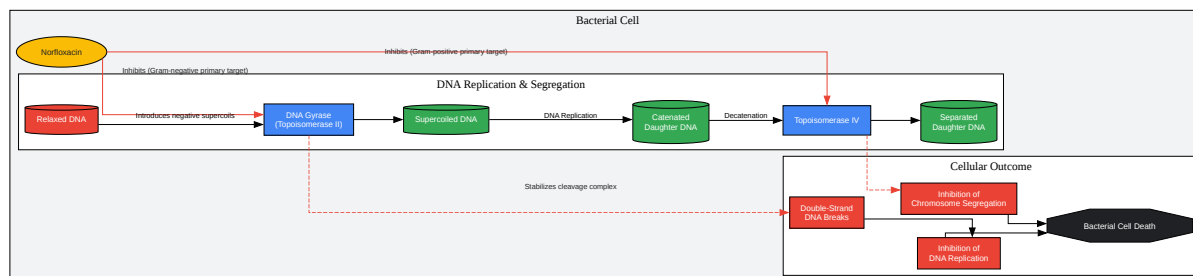 Bacterial Cell
Norfloxacin
Inhibits (Gram-positive primary target)
Inhibits (Gram-negative primary target)
DNA Replication & Segregation
Relaxed DNA
Introduces negative supercoils
DNA Gyrase
(Topoisomerase II)
Supercoiled DNA
DNA Replication
Catenated
Daughter DNA
Decatenation
Topoisomerase IV
Separated
Daughter DNA
Cellular Outcome
Stabilizes cleavage complex
Inhibition of
Chromosome Segregation
Double-Strand
DNA Breaks
Bacterial Cell Death
Inhibition of
DNA Replication